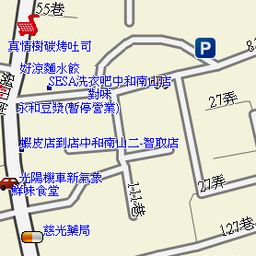 55巷
真情樹碳烤吐司
好涼麵水餃
SESA洗衣吧中和南山店
對味
永和豆漿(暫停營業)
27弄
蝦皮店到店中和南山二-智取店
光陽機車新氣象
鮮味食堂
27弄
111巷
慈光藥局
127巷